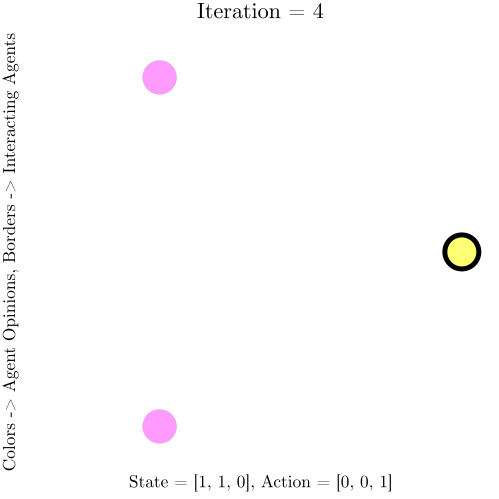 Iteration = 4
Colors -> Agent Opinions, Borders -> Interacting Agents
State = [1, 1, 0], Action = [0, 0, 1]